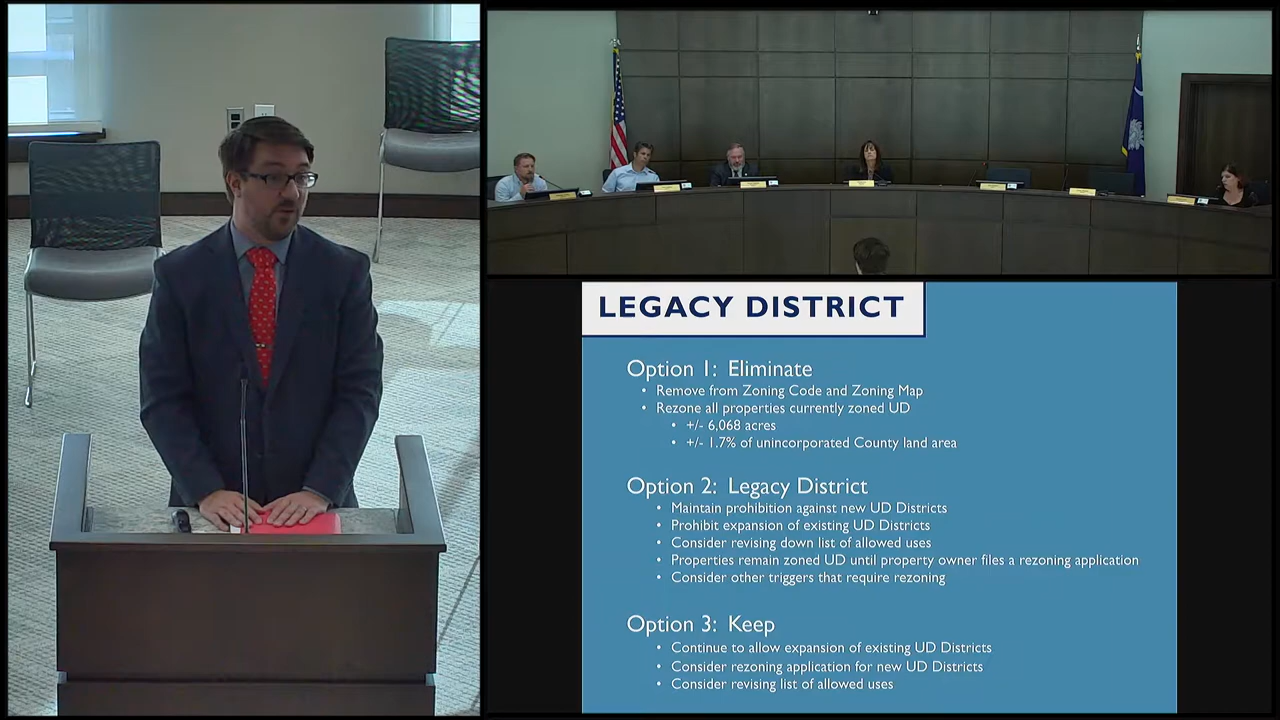 LEGACY DISTRICT
Option 1: Eliminate
• Remove from Zoning Code and Zoning Map
• Rezone all properties currently zoned UD
• +/- 6,068 acres
• +/- 1.7% of unincorporated County land area
Option 2: Legacy District
• Maintain prohibition against new UD Districts
• Prohibit expansion of existing UD Districts
• Consider revising down list of allowed uses
• Properties remain zoned UD until property owner files a rezoning application
• Consider other triggers that require rezoning
Option 3: Keep
• Continue to allow expansion of existing UD Districts
• Consider rezoning application for new UD Districts
• Consider revising list of allowed uses